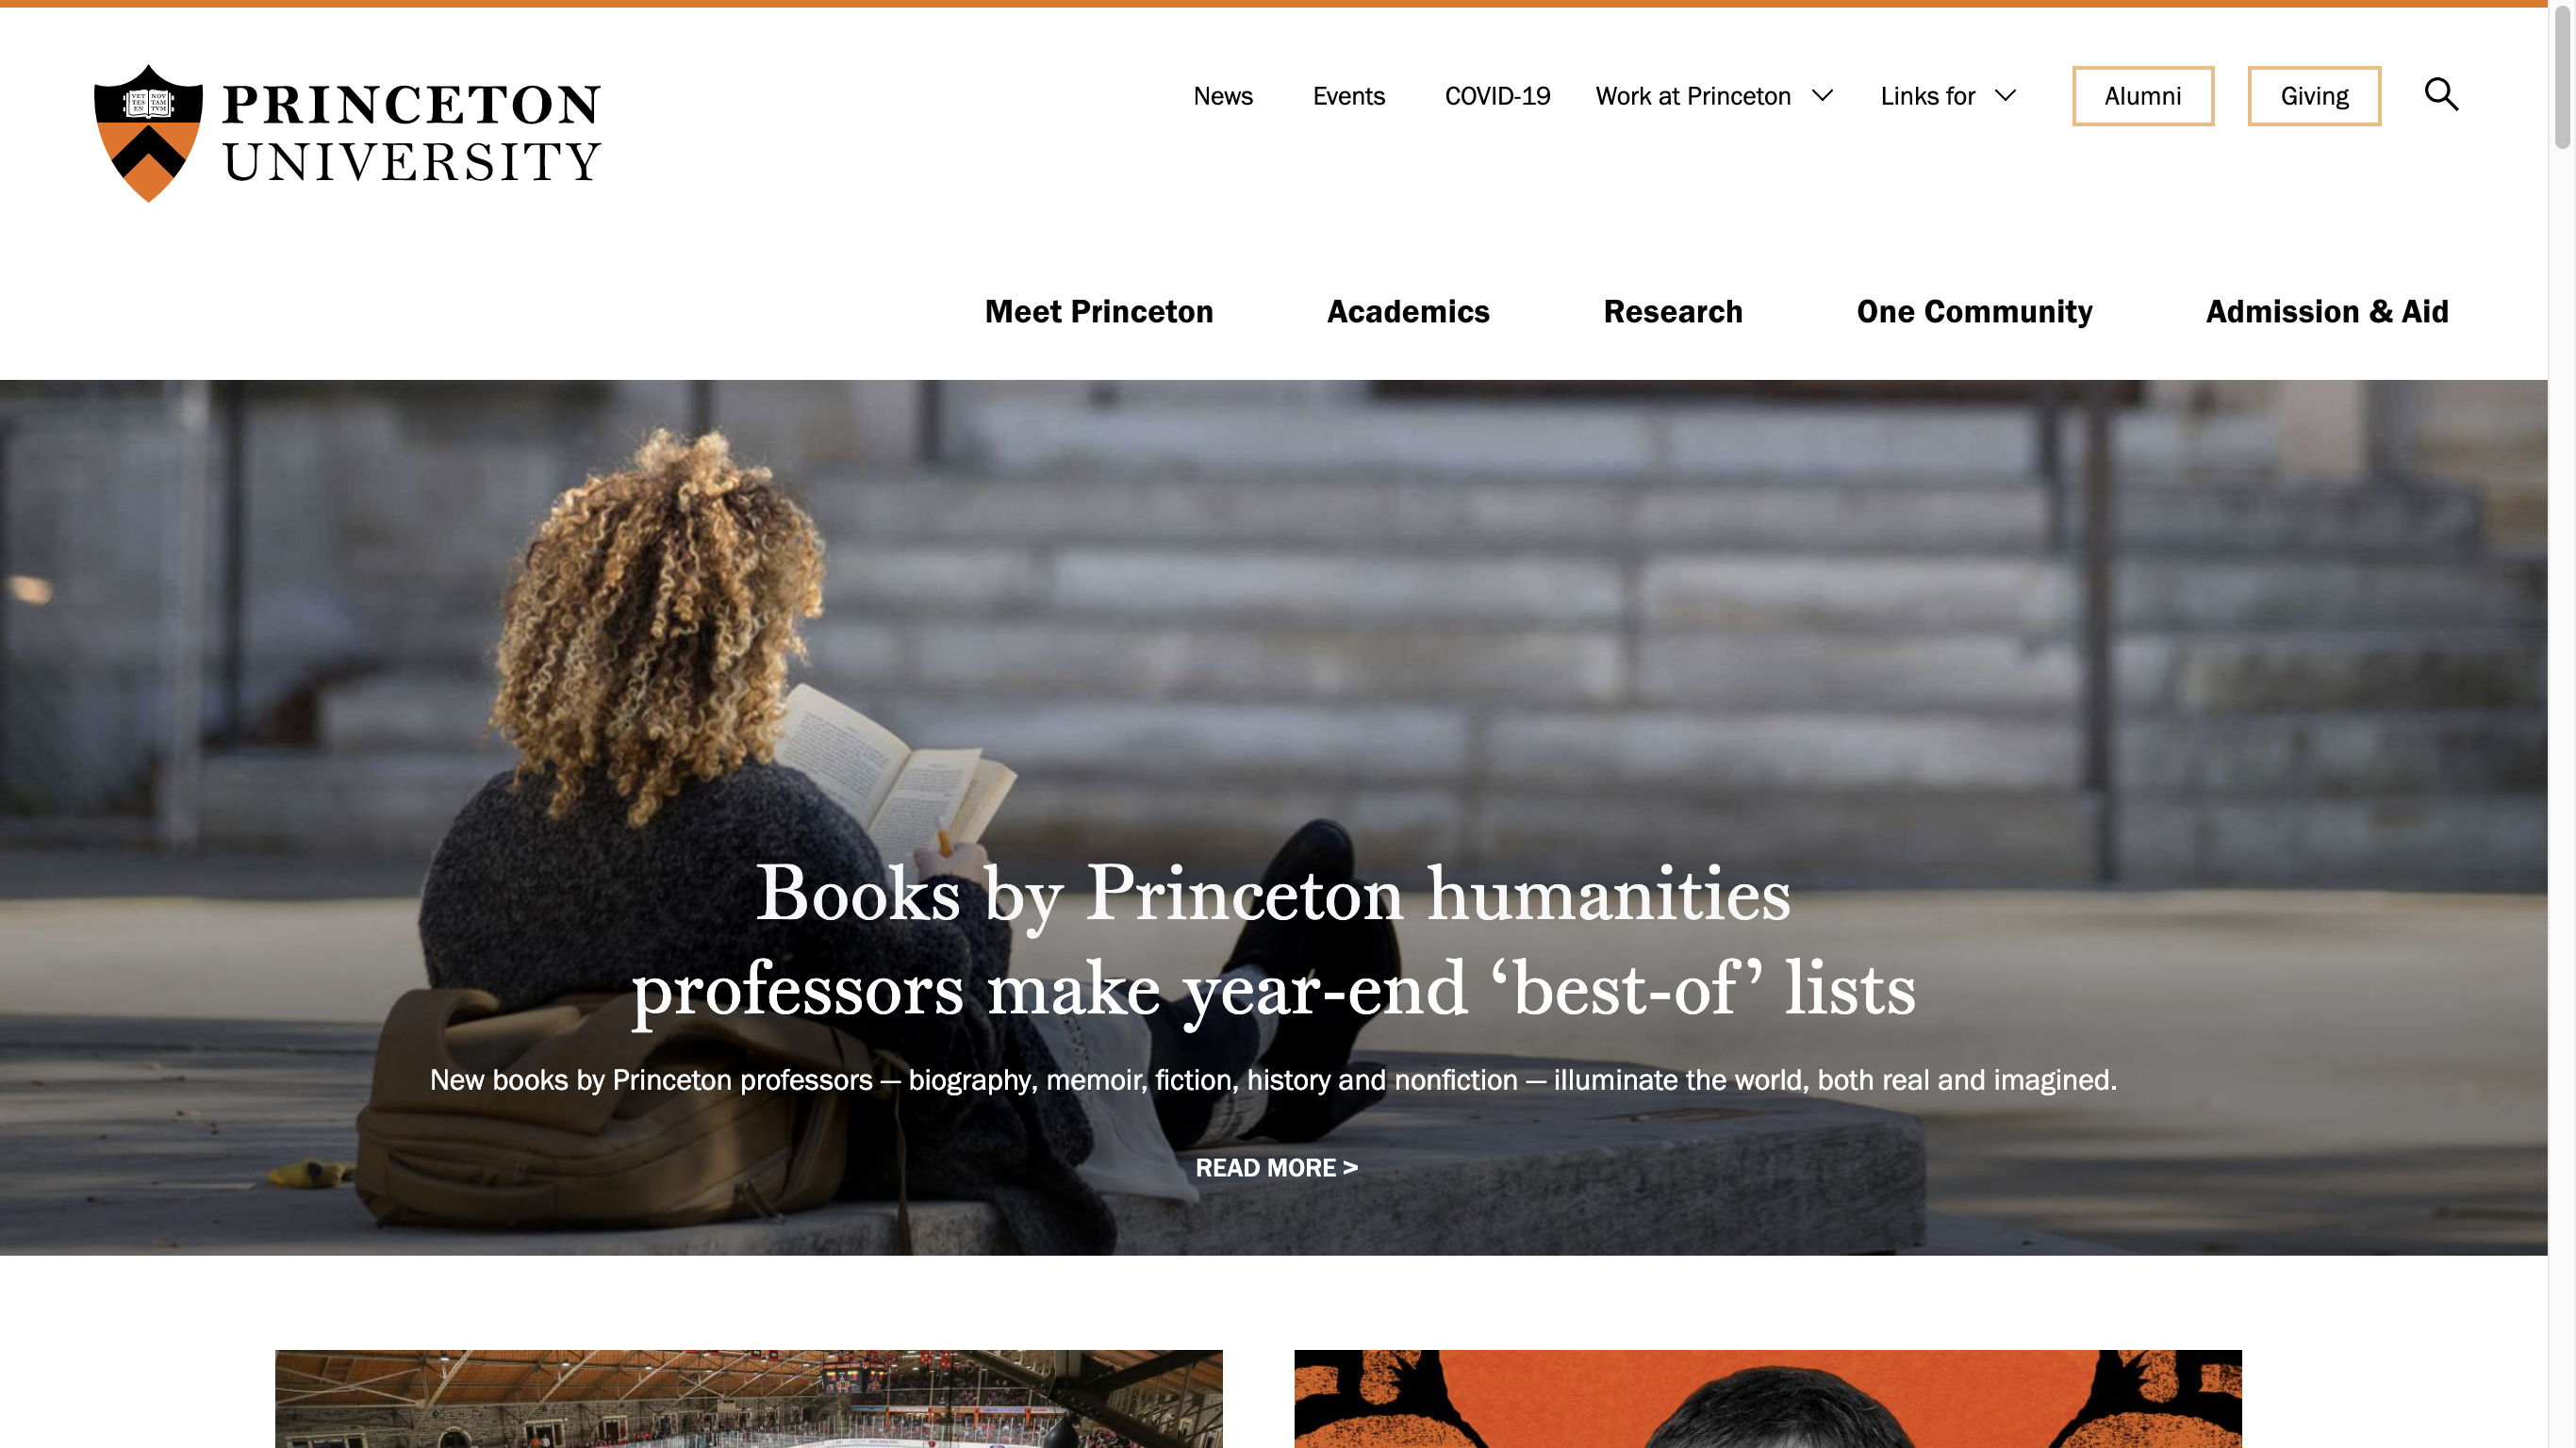 VET
TES
EN
NOV
TAM
TVM
PRINCETON
UNIVERSITY
News
Events
COVID-19
Work at Princeton
Links for
Alumni
Giving
Meet Princeton
Academics
Research
One Community
Admission & Aid
Books by Princeton humanities
professors make year-end ‘best-of’ lists
New books by Princeton professors — biography, memoir, fiction, history and nonfiction — illuminate the world, both real and imagined.
READ MORE >